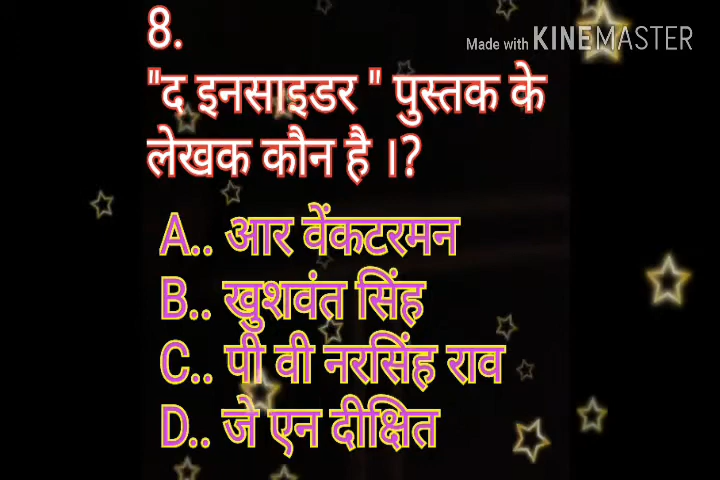 8.
Made with KINEMASTER
"द इनसाइडर " पुस्तक के
लेखक कौन है ।?
A.. आर वेंकटरमन
B.. खुशवंत सिंह
C.. पी वी नरसिंह राव
D.. जे एन दीक्षित